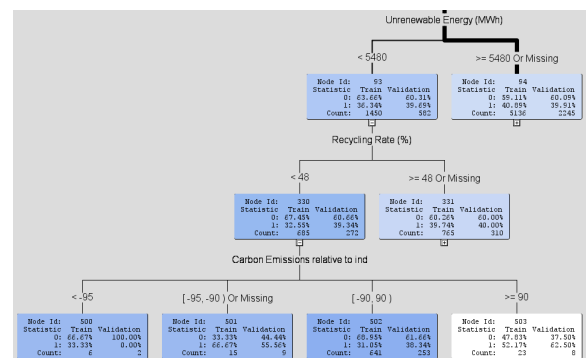 Unrenewable Energy (MWh)
< 5480
>= 5480 Or Missing
Node Id: 93
Statistic Train Validation
0: 63.66% 60.31%
1: 36.34% 39.69%
Count: 1450 582
Node Id: 94
Statistic Train Validation
0: 59.11% 60.09%
1: 40.89% 39.91%
Count: 5136 2245
Recycling Rate (%)
< 48
>= 48 Or Missing
Node Id: 330
Statistic Train Validation
0: 67.45% 60.66%
1: 32.55% 39.34%
Count: 685 272
Node Id: 331
Statistic Train Validation
0: 60.26% 60.00%
1: 39.74% 40.00%
Count: 765 310
Carbon Emissions relative to ind
< -95
[-95, -90 ) Or Missing
[-90, 90 )
>= 90
Node Id: 500
Statistic Train Validation
0: 66.67% 100.00%
1: 33.33% 0.00%
Count: 6 2
Node Id: 501
Statistic Train Validation
0: 33.33% 44.44%
1: 66.67% 55.56%
Count: 15 9
Node Id: 502
Statistic Train Validation
0: 68.95% 61.66%
1: 31.05% 38.34%
Count: 641 253
Node Id: 503
Statistic Train Validation
0: 47.83% 37.50%
1: 52.17% 62.50%
Count: 23 8